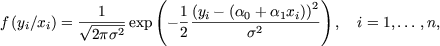 f (y_i/x_i) = \frac{1}{\sqrt{2\pi\sigma^2}} \exp\left(-\frac{1}{2}\frac{(y_i - (\alpha_0 + \alpha_1 x_i))^2}{\sigma^2}\right), \quad i = 1, \ldots, n,